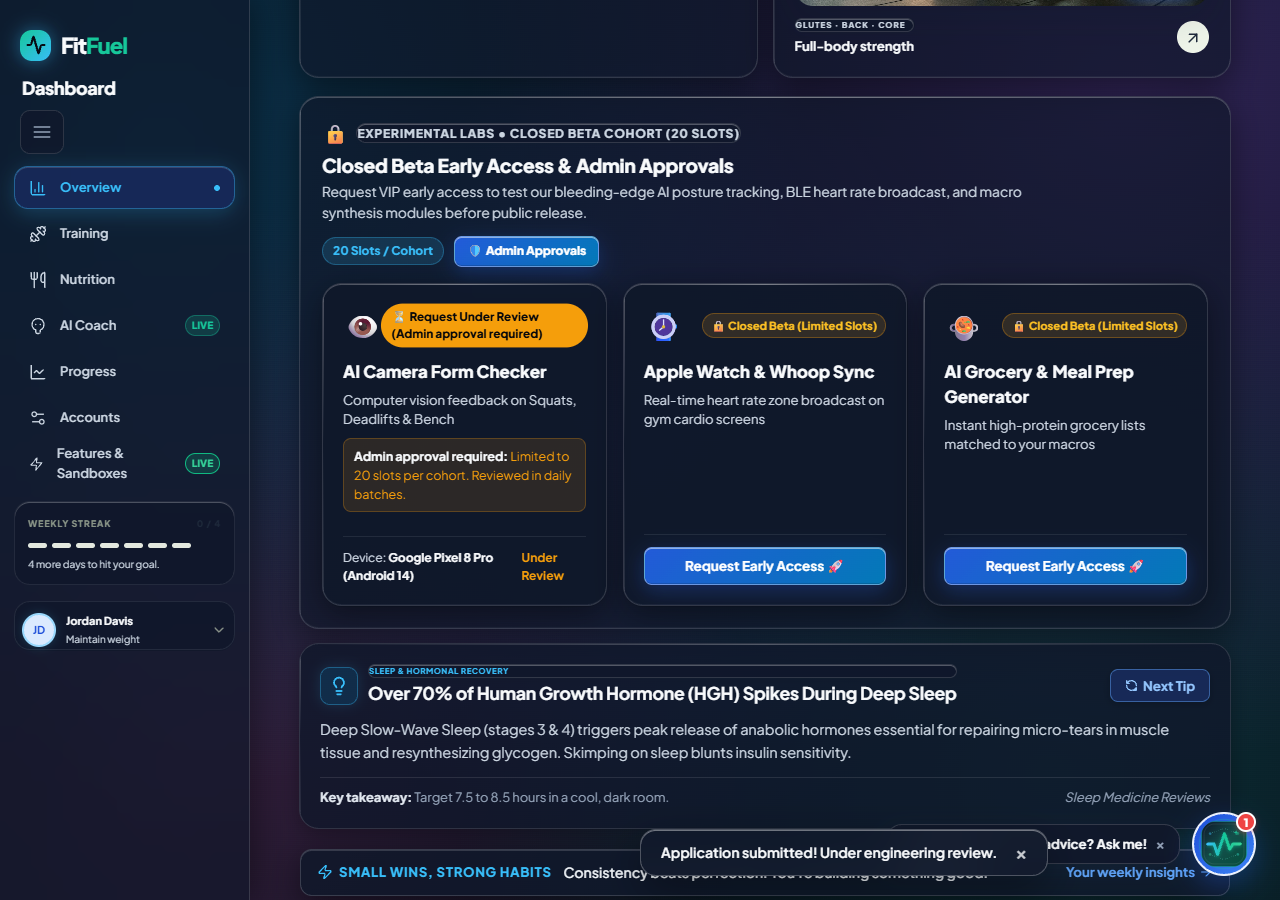 FitFuel
Dashboard
Overview
Training
Nutrition
AI Coach
LIVE
Progress
Accounts
Features &
Sandboxes
LIVE
WEEKLY STREAK
0 / 4
4 more days to hit your goal.
JD
Jordan Davis
Maintain weight
GLUTES · BACK · CORE
Full-body strength
EXPERIMENTAL LABS ● CLOSED BETA COHORT (20 SLOTS)
Closed Beta Early Access & Admin Approvals
Request VIP early access to test our bleeding-edge AI posture tracking, BLE heart rate broadcast, and macro
synthesis modules before public release.
20 Slots / Cohort
Admin Approvals
Request Under Review
(Admin approval required)
AI Camera Form Checker
Computer vision feedback on Squats,
Deadlifts & Bench
Admin approval required: Limited to
20 slots per cohort. Reviewed in daily
batches.
Device: Google Pixel 8 Pro
(Android 14)
Under
Review
Closed Beta (Limited Slots)
Apple Watch & Whoop Sync
Real-time heart rate zone broadcast on
gym cardio screens
Request Early Access 🚀
Closed Beta (Limited Slots)
AI Grocery & Meal Prep
Generator
Instant high-protein grocery lists
matched to your macros
Request Early Access 🚀
SLEEP & HORMONAL RECOVERY
Over 70% of Human Growth Hormone (HGH) Spikes During Deep Sleep
Next Tip
Deep Slow-Wave Sleep (stages 3 & 4) triggers peak release of anabolic hormones essential for repairing micro-tears in muscle
tissue and resynthesizing glycogen. Skimping on sleep blunts insulin sensitivity.
Key takeaway: Target 7.5 to 8.5 hours in a cool, dark room.
Sleep Medicine Reviews
Application submitted! Under engineering review. ×
advice? Ask me! ×
1
SMALL WINS, STRONG HABITS
Consistency beats perfection. You're building something good.
Your weekly insights →